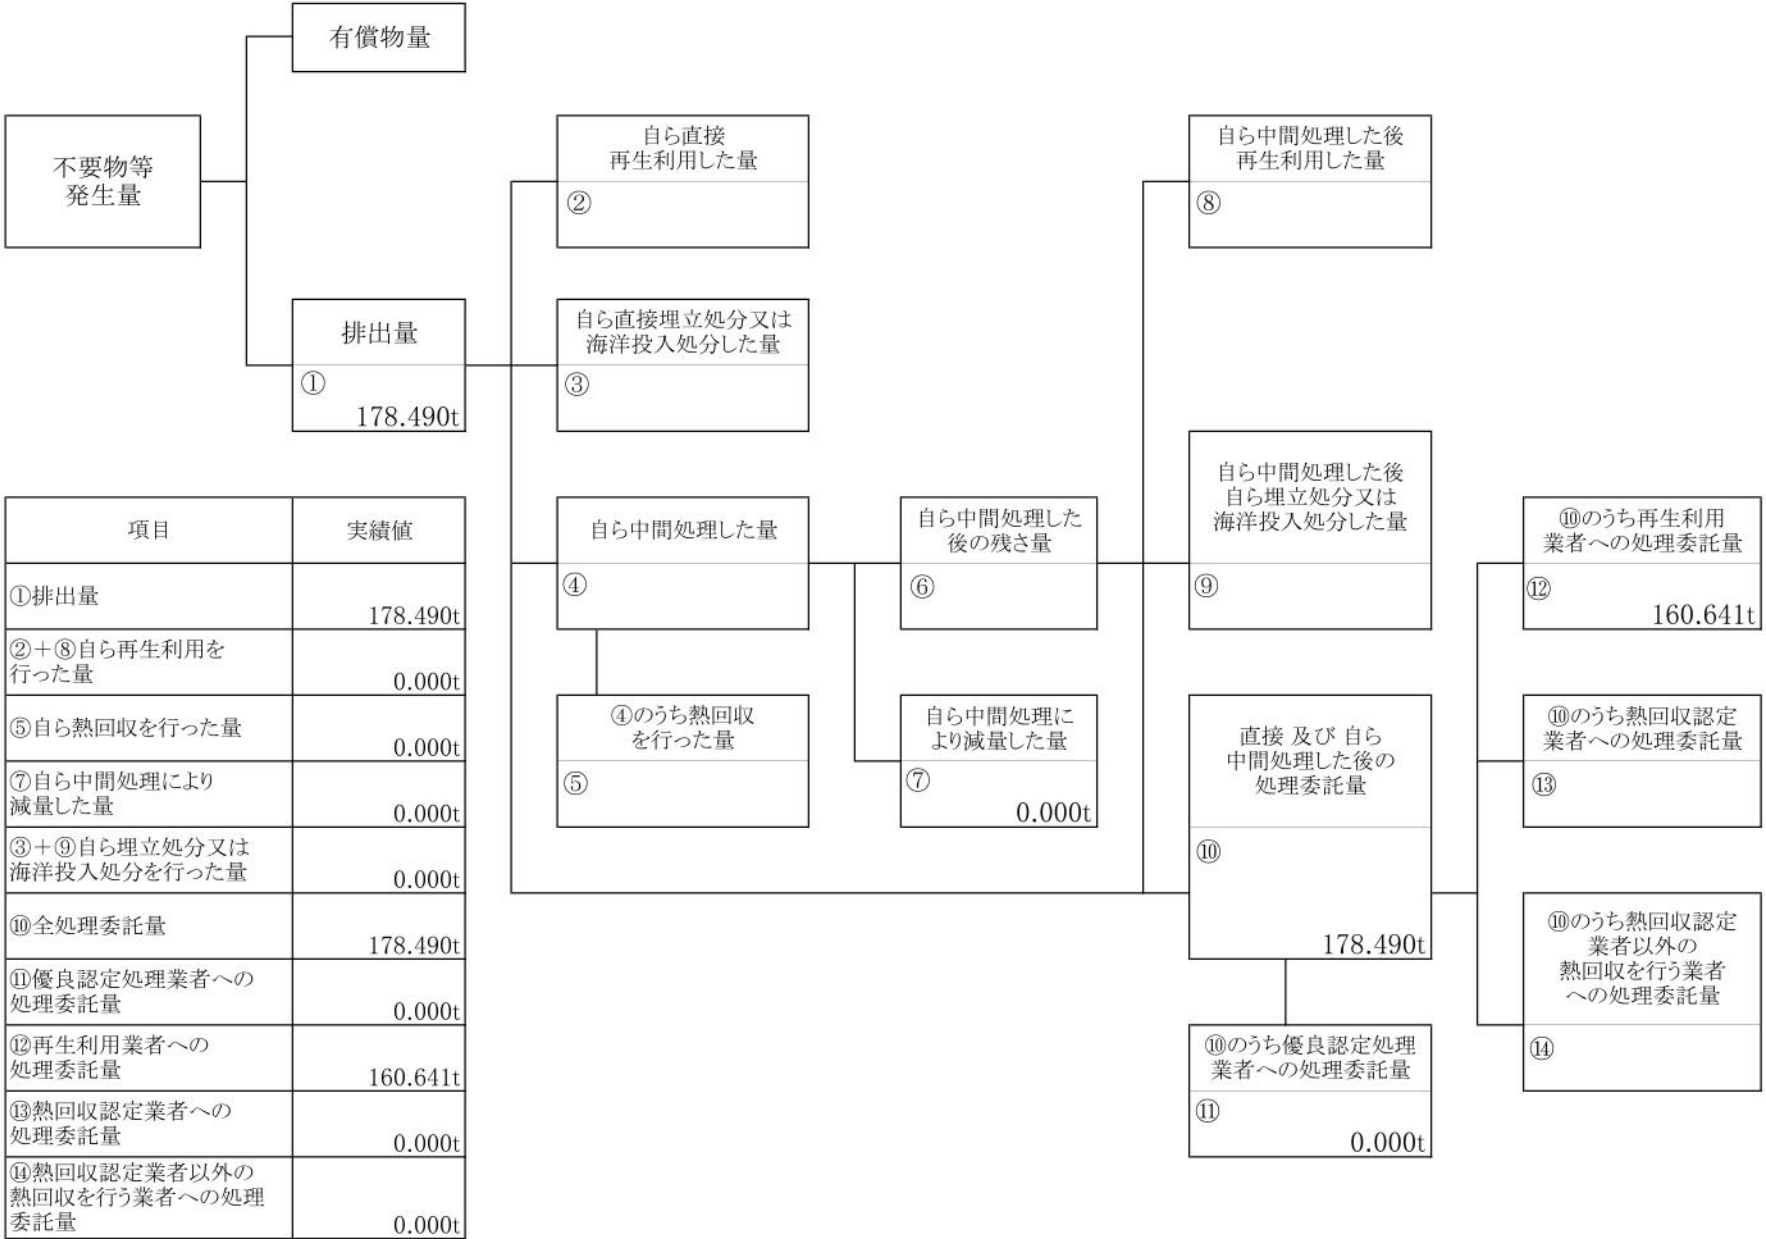 有償物量
不要物等
発生量
自ら直接
再生利用した量
②
自ら中間処理した後
再生利用した量
⑧
排出量
①
178.490t
自ら直接埋立処分又は
海洋投入処分した量
③
自ら中間処理した量
④
自ら中間処理した
後の残さ量
⑥
自ら中間処理した後
自ら埋立処分又は
海洋投入処分した量
⑨
⑩のうち再生利用
業者への処理委託量
⑫
160.641t
④のうち熱回収
を行った量
⑤
自ら中間処理に
より減量した量
⑦
0.000t
直接 及び 自ら
中間処理した後の
処理委託量
⑩
178.490t
⑩のうち熱回収認定
業者への処理委託量
⑬
⑩のうち熱回収認定
業者以外の
熱回収を行う業者
への処理委託量
⑭
⑩のうち優良認定処理
業者への処理委託量
⑪
0.000t
項目 実績値
①排出量
178.490t
②+⑧自ら再生利用を
行った量
0.000t
⑤自ら熱回収を行った量
0.000t
⑦自ら中間処理により
減量した量
0.000t
③+⑨自ら埋立処分又は
海洋投入処分を行った量
0.000t
⑩全処理委託量
178.490t
⑪優良認定処理業者への
処理委託量
0.000t
⑫再生利用業者への
処理委託量
160.641t
⑬熱回収認定業者への
処理委託量
0.000t
⑭熱回収認定業者以外の
熱回収を行う業者への処理
委託量
0.000t